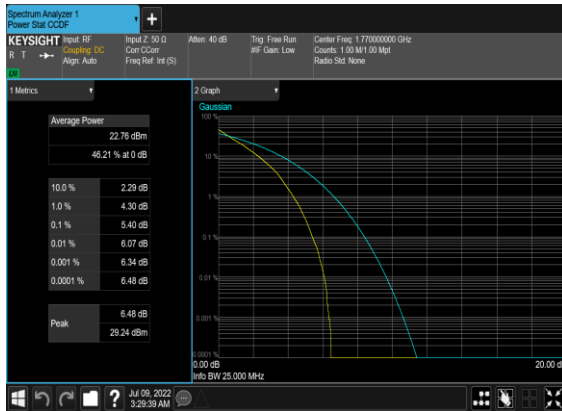 Spectrum Analyzer 1
Power Stat CCDF
KEYSIGHT
R T
LXI
Input: RF
Coupling: DC
Align: Auto
Input Z: 50 Ω
Corr CCorr
Freq Ref: Int (S)
Atten: 40 dB
Trig: Free Run
#IF Gain: Low
Center Freq: 1.770000000 GHz
Counts: 1.00 M/1.00 Mpt
Radio Std: None
1 Metrics
Average Power
22.76 dBm
46.21 % at 0 dB
10.0 % 2.29 dB
1.0 % 4.30 dB
0.1 % 5.40 dB
0.01 % 6.07 dB
0.001 % 6.34 dB
0.0001 % 6.48 dB
Peak
6.48 dB
29.24 dBm
2 Graph
Gaussian
100 %
10 %
1 %
0.1 %
0.01 %
0.001 %
0.0001 %
0.00 dB
20.00 d
Info BW 25.000 MHz
?
Jul 09, 2022
3:29:39 AM